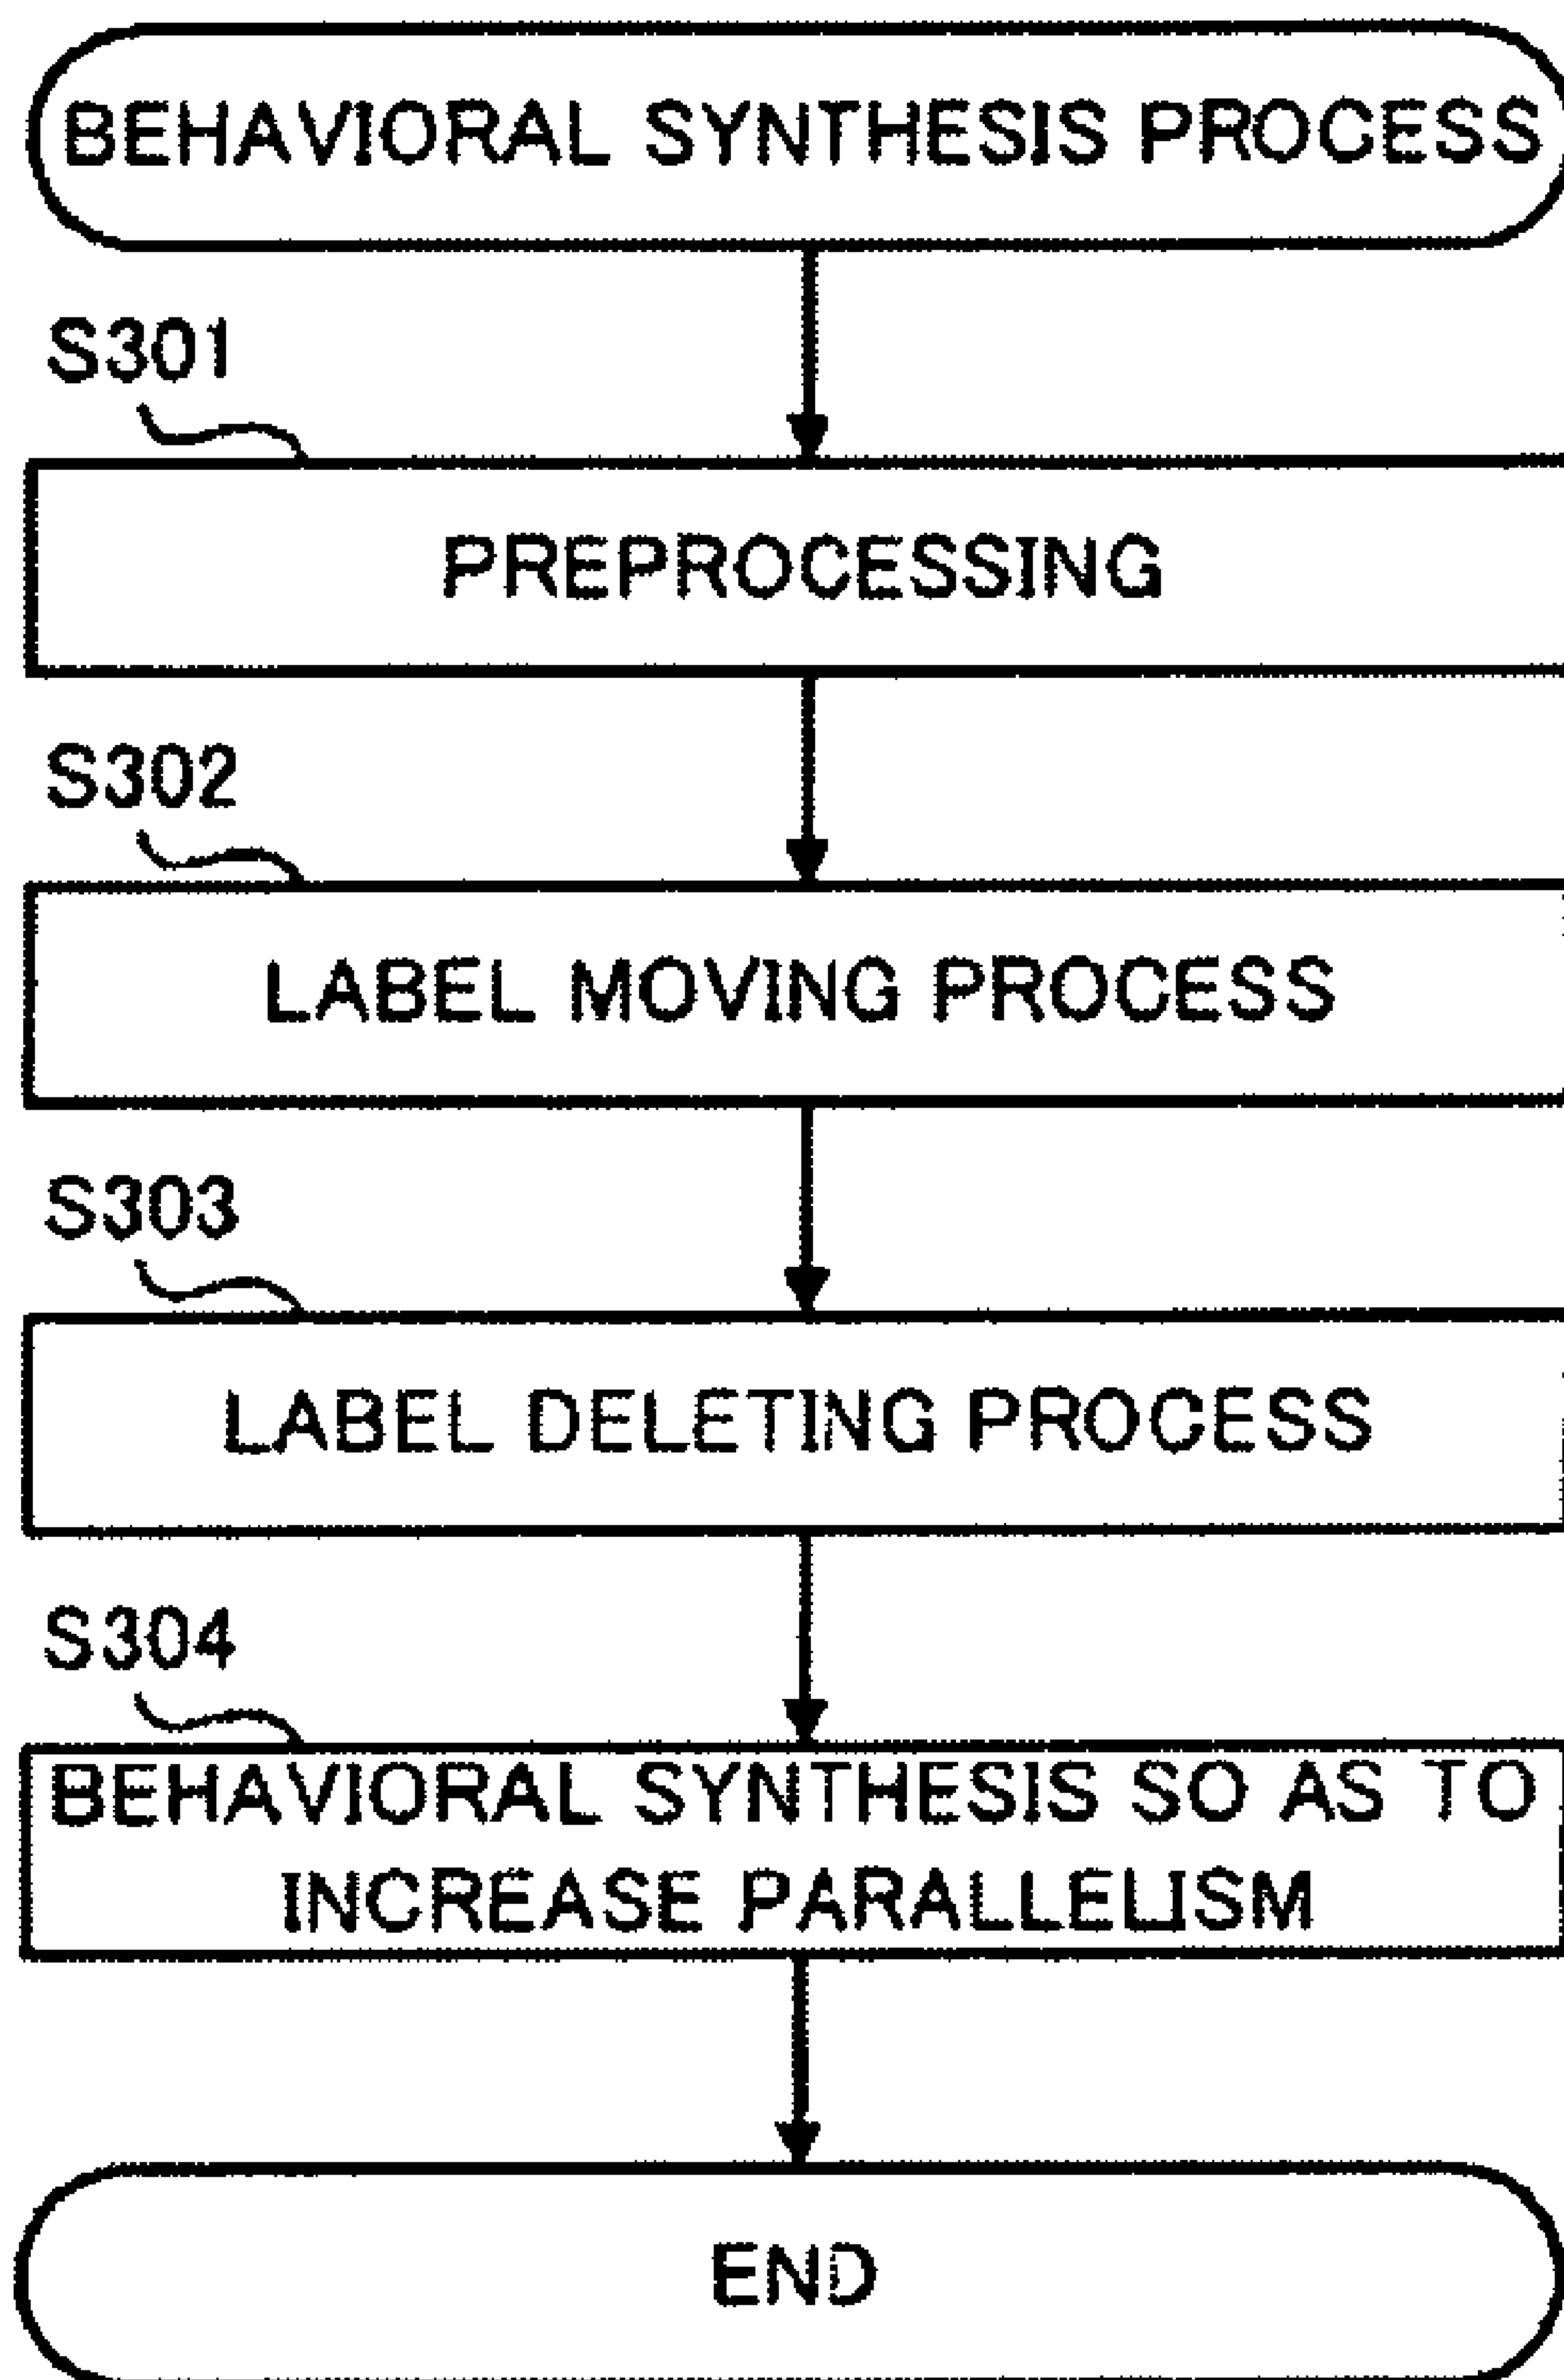 BEHAVIORAL SYNTHESIS PROCESS
S301
PREPROCESSING
S302
LABEL MOVING PROCESS
S303
LABEL DELETING PROCESS
S304
BEHAVIORAL SYNTHESIS SO AS TO
INCREASE PARALLELISM
END